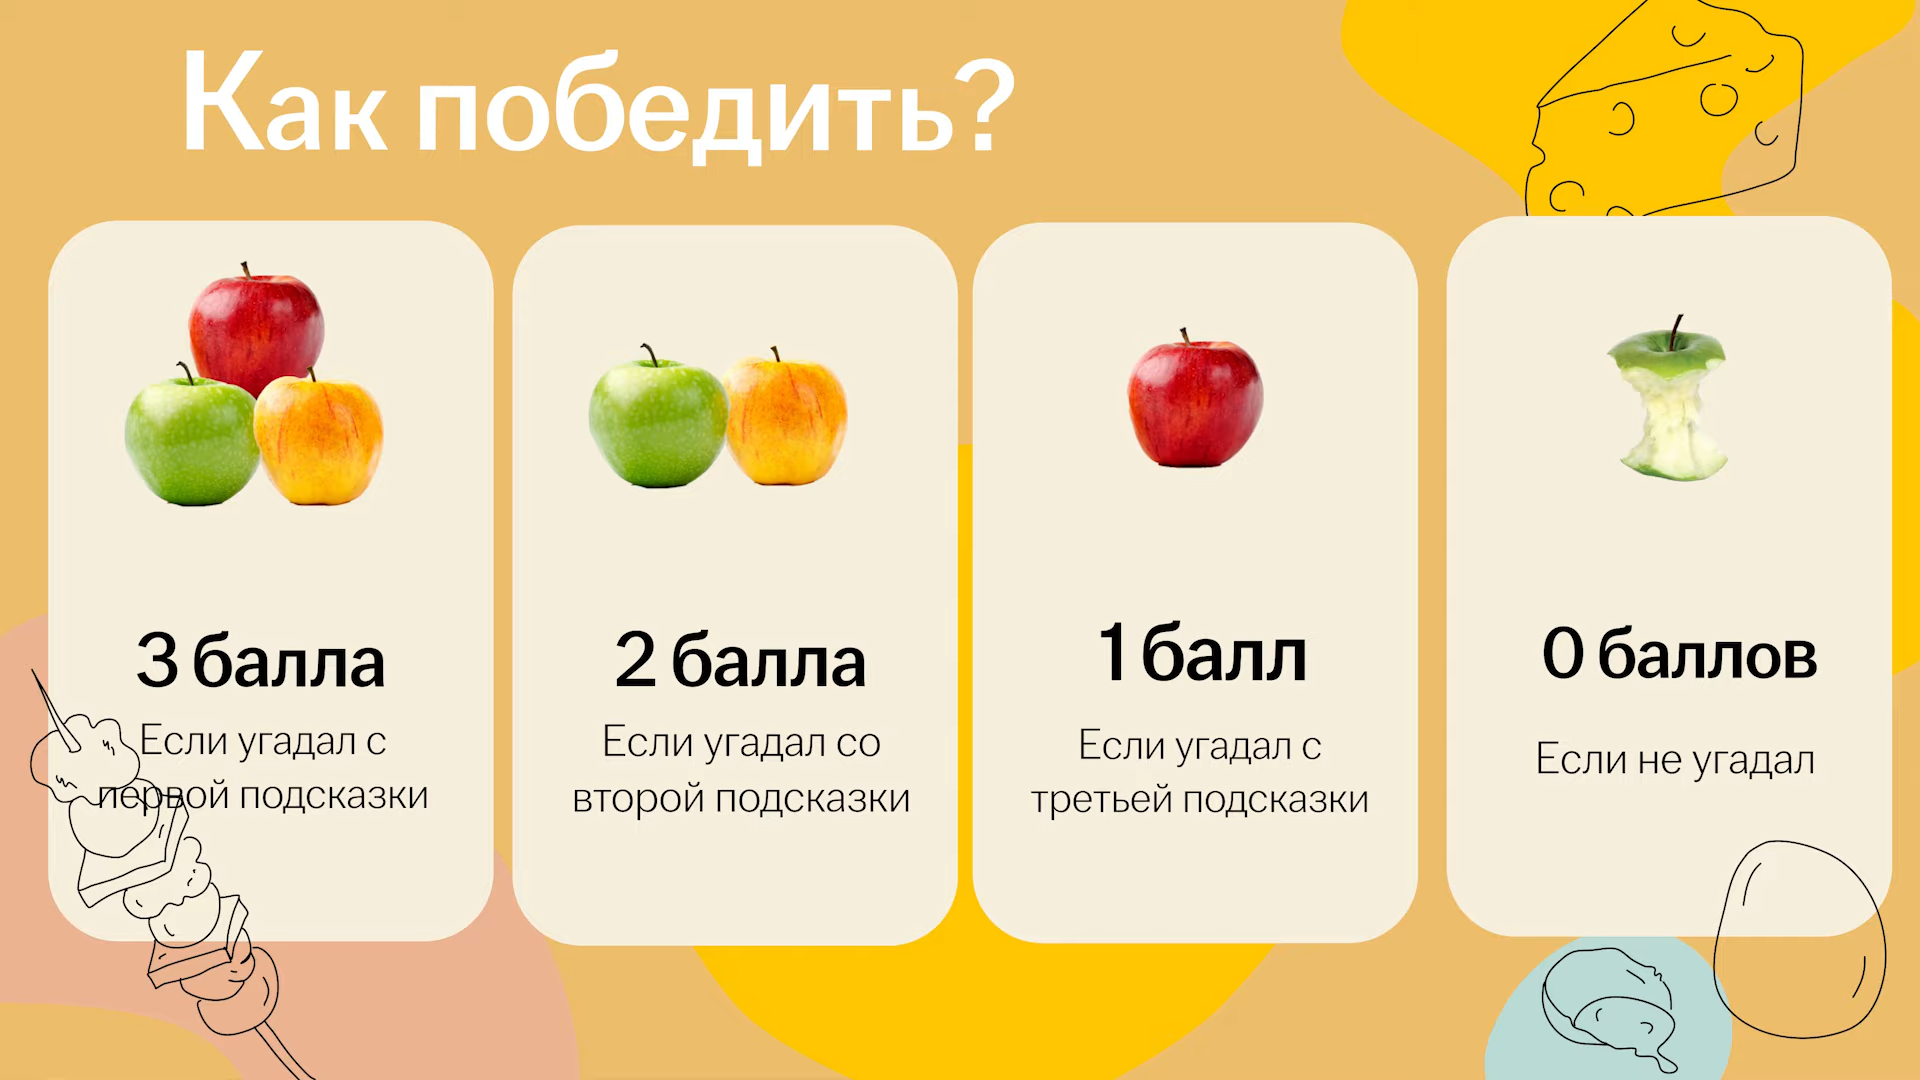 Как победить?
3 балла
Если угадал с
первой подсказки
2 балла
Если угадал со
второй подсказки
1 балл
Если угадал с
третьей подсказки
0 баллов
Если не угадал